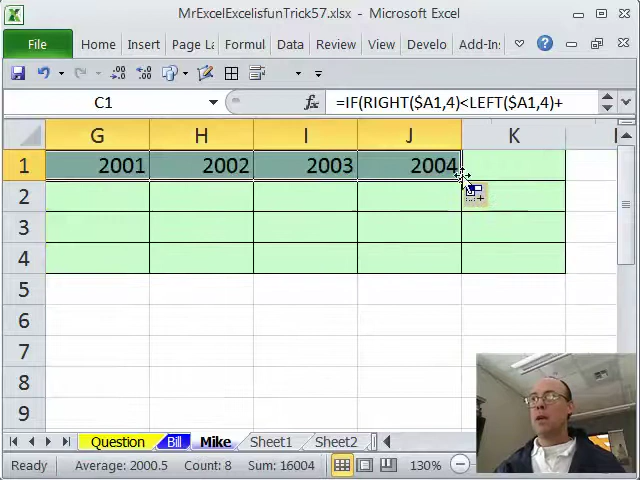 MrExcelExcelisfunTrick57.xlsx - Microsoft Excel
File Home Insert Page La Formul Data Review View Develo Add-In:
C1 fx =IF(RIGHT($A1,4)<LEFT($A1,4)+
G H I J K
1 2001 2002 2003 2004
2
3
4
5
6
7
8
9
Question Bill Mike Sheet1 Sheet2
Ready Average: 2000.5 Count: 8 Sum: 16004 130%